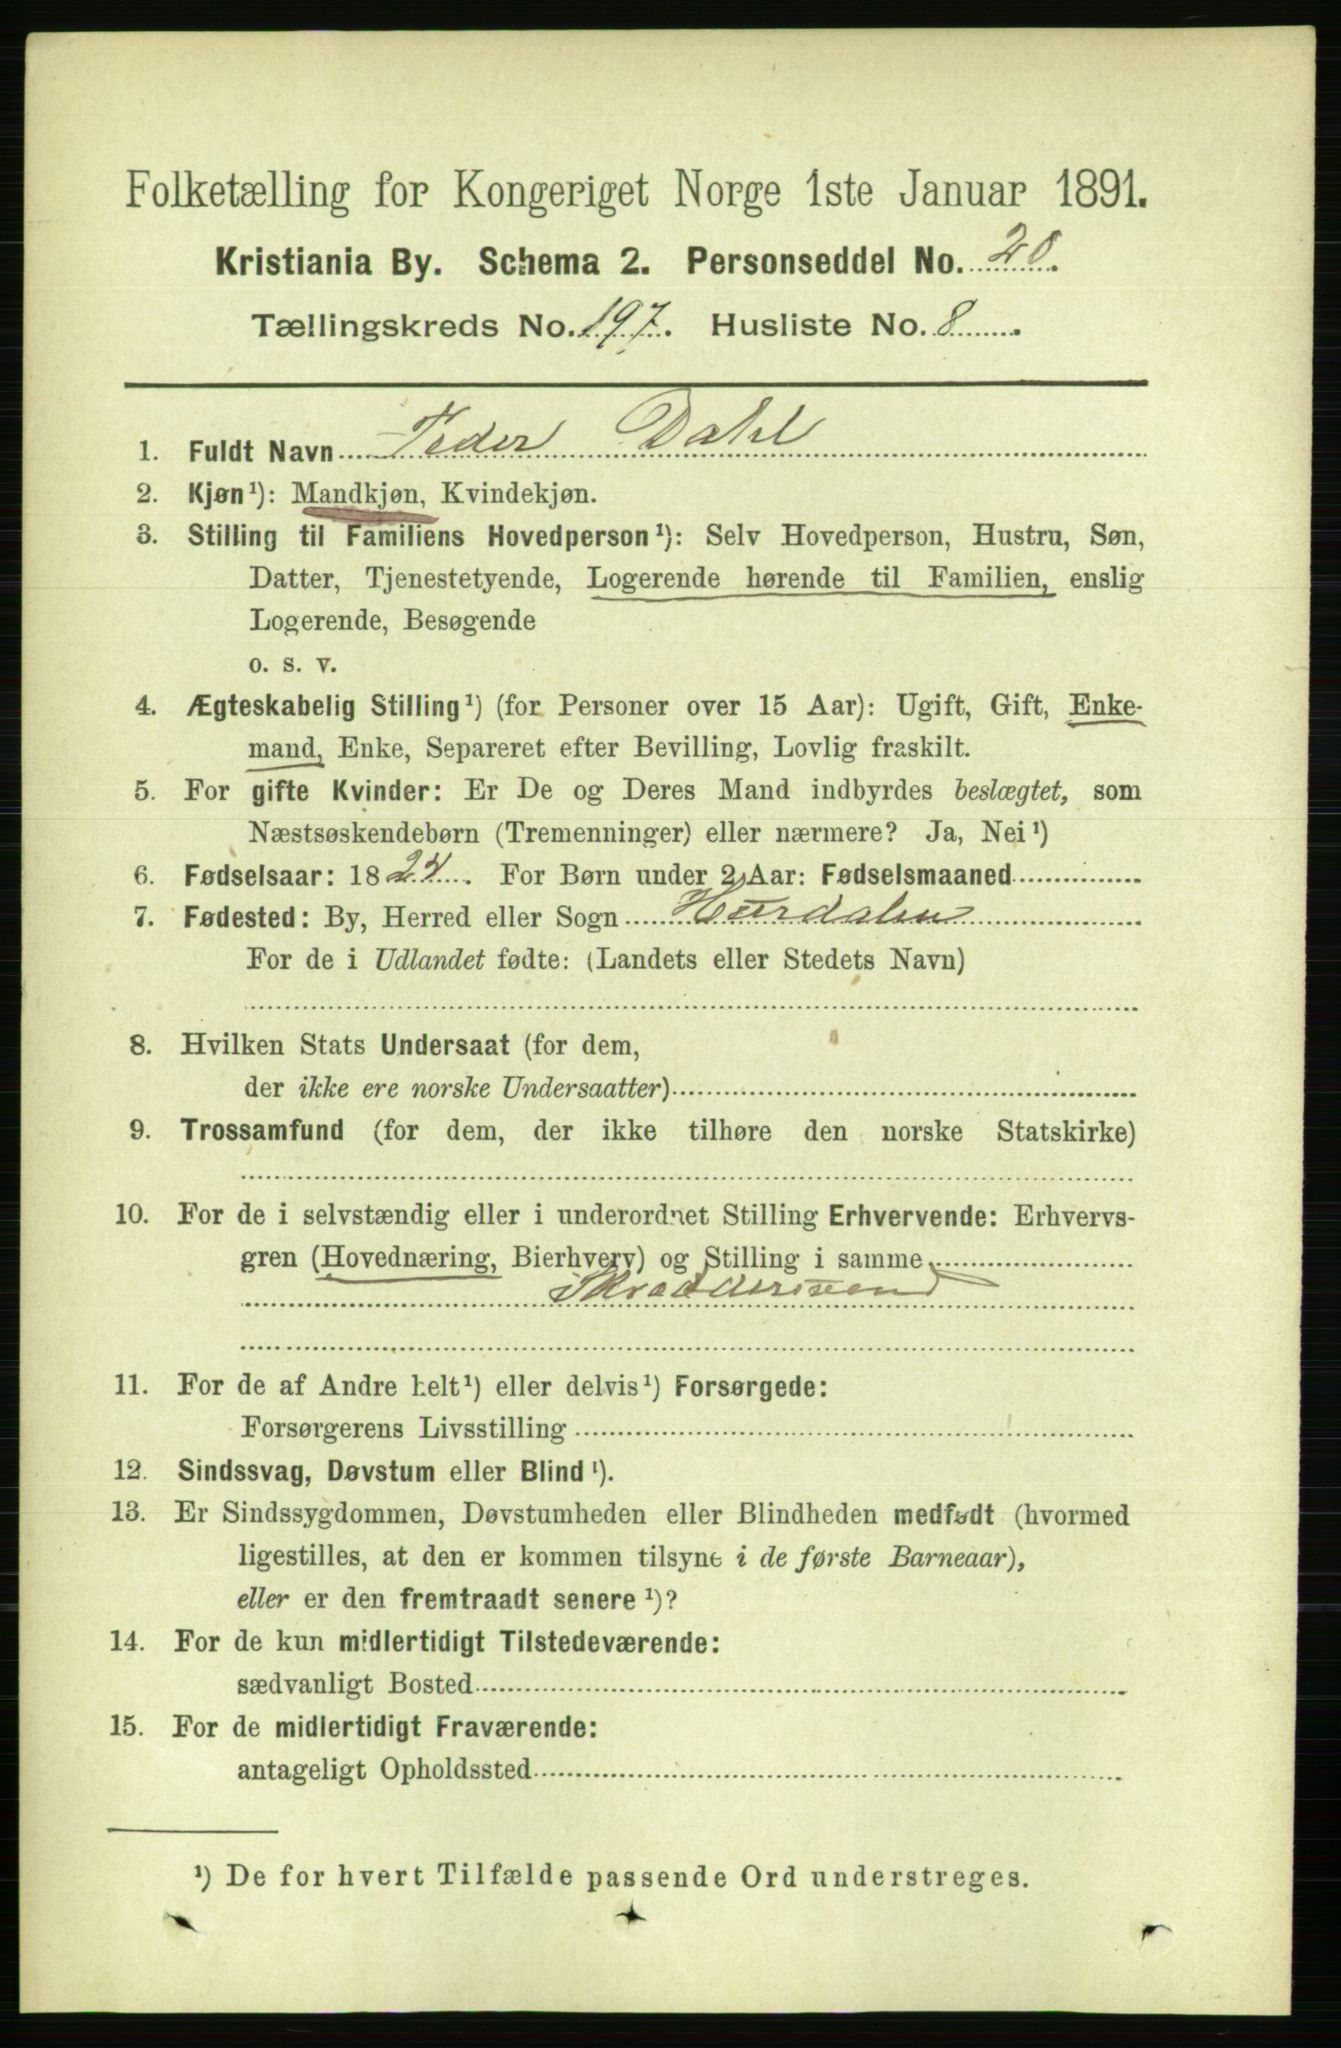 Folketælling for Kongeriget Norge 1ste Januar 1891.
Kristiania By. Schema 2. Personseddel No. 20.
Tællingskreds No. 197. Husliste No. 8.
1. Fuldt Navn Peder Dahl
2. Kjøn¹): Mandkjøn, Kvindekjøn.
3. Stilling til Familiens Hovedperson¹): Selv Hovedperson, Hustru, Søn,
Datter, Tjenestetyende, Logerende hørende til Familien, enslig
Logerende, Besøgende
o. s. v.
4. Ægteskabelig Stilling¹) (for Personer over 15 Aar): Ugift, Gift, Enke-
mand, Enke, Separeret efter Bevilling, Lovlig fraskilt.
5. For gifte Kvinder: Er De og Deres Mand indbyrdes beslægtet, som
Næstsøskendebørn (Tremenninger) eller nærmere? Ja, Nei¹)
6. Fødselsaar: 1824. For Børn under 2 Aar: Fødselsmaaned
7. Fødested: By, Herred eller Sogn Hurdalen
For de i Udlandet fødte: (Landets eller Stedets Navn)
8. Hvilken Stats Undersaat (for dem,
der ikke ere norske Undersaatter)
9. Trossamfund (for dem, der ikke tilhøre den norske Statskirke)
10. For de i selvstændig eller i underordnet Stilling Erhvervende: Erhvervs-
gren (Hovednæring, Bierhverv) og Stilling i samme
Skraddersvend
11. For de af Andre helt¹) eller delvis¹) Forsørgede:
Forsørgerens Livsstilling
12. Sindssvag, Døvstum eller Blind¹).
13. Er Sindssygdommen, Døvstumheden eller Blindheden medfødt (hvormed
ligestilles, at den er kommen tilsyne i de første Barneaar),
eller er den fremtraadt senere¹)?
14. For de kun midlertidigt Tilstedeværende:
sædvanligt Bosted
15. For de midlertidigt Fraværende:
antageligt Opholdssted
¹) De for hvert Tilfælde passende Ord understreges.